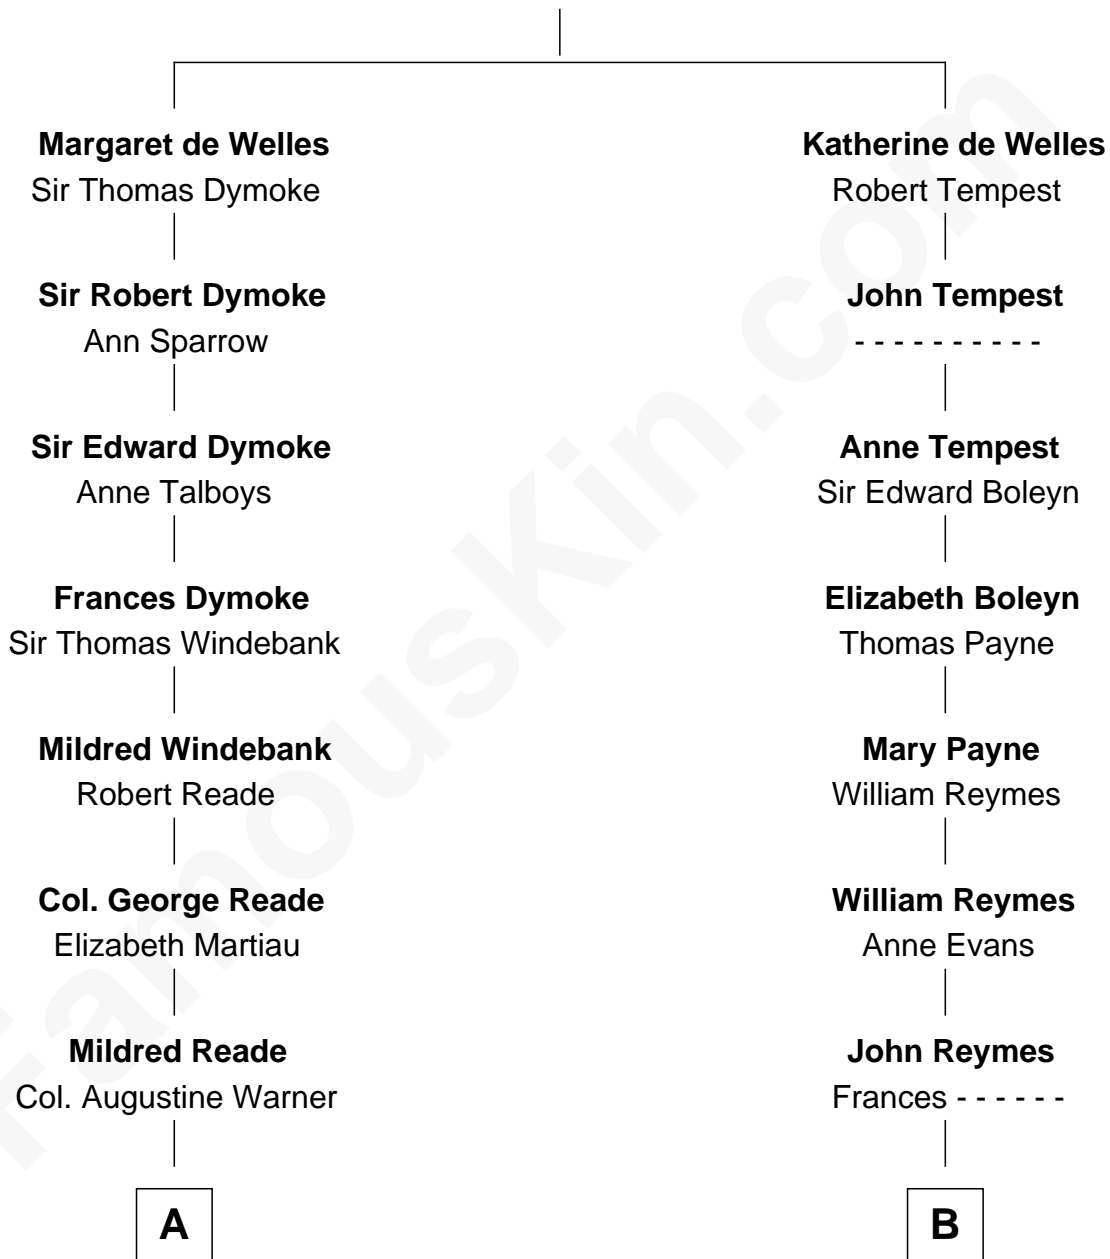 Margaret de Welles
Sir Thomas Dymoke
Sir Robert Dymoke
Ann Sparrow
Sir Edward Dymoke
Anne Talboys
Frances Dymoke
Sir Thomas Windebank
Mildred Windebank
Robert Reade
Col. George Reade
Elizabeth Martiau
Mildred Reade
Col. Augustine Warner
A
Katherine de Welles
Robert Tempest
John Tempest
- - - - - - - - - -
Anne Tempest
Sir Edward Boleyn
Elizabeth Boleyn
Thomas Payne
Mary Payne
William Reymes
William Reymes
Anne Evans
John Reymes
Frances - - - - - -
B
FamousKin.com